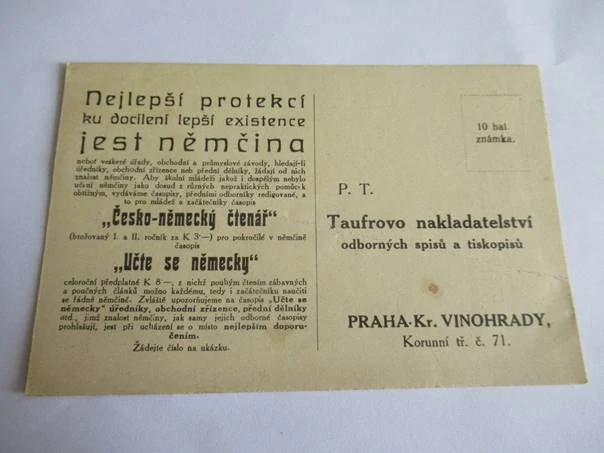 Nejlepší protekcí
ku docílení lepší existence
jest němčina
neboť veškeré úřady, obchodní a průmyslové závody, hledají-li
úředníky, obchodní zřízence neb přední dělníky, žádají od nich
znalost němčiny. Aby školní mládeži jakož i dospělým nebylo
učení němčiny jako dosud z různých nepraktických pomůcek
obtížným, vydáváme časopisy, předními odborníky redigované, a
to pro mládež a začátečníky časopis
„Česko-německý čtenář"
(brožovaný I. a II. ročník za K 3·—) pro pokročilé v němčině
časopis
„Učte se německy"
celoroční předplatné K 8·—, z nichž pouhým čtením zábavných
a poučných článků možno každému, tedy i začátečníku naučiti
se řádně němčině. Zvláště upozorňujeme na časopis „Učte se
německy" úředníky, obchodní zřízence, přední dělníky
atd., jimž znalost němčiny, jak samy jejich odborné časopisy
prohlašují, jest při ucházení se o místo nejlepším doporu-
čením.
Žádejte číslo na ukázku.
10 hal.
známka.
P. T.
Taufrovo nakladatelství
odborných spisů a tiskopisů
PRAHA-Kr. VINOHRADY,
Korunní tř. č. 71.